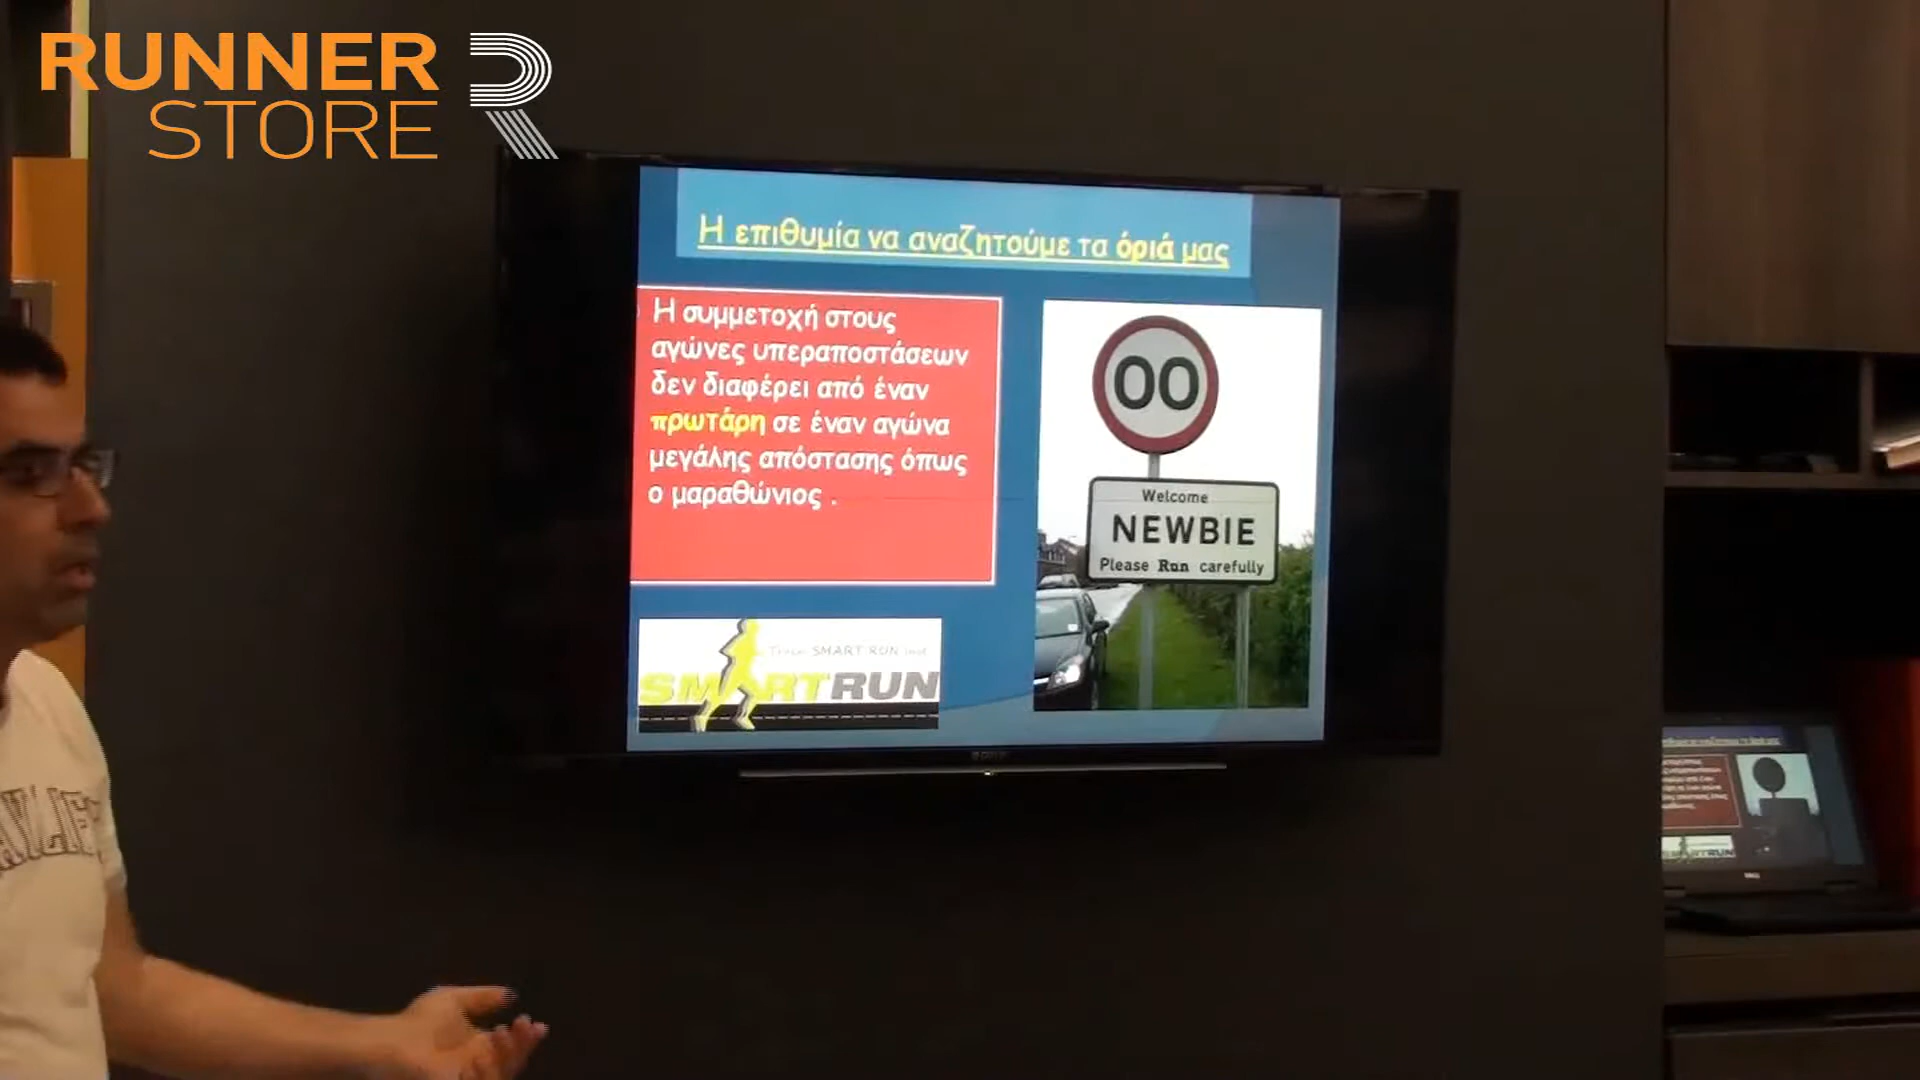 RUNNER
STORE
Η επιθυμία να αναζητούμε τα όριά μας
Η συμμετοχή στους
αγώνες υπεραποστάσεων
δεν διαφέρει από έναν
πρωτάρη σε έναν αγώνα
μεγάλης απόστασης όπως
ο μαραθώνιος .
00
Welcome
NEWBIE
Please Run carefully
SMART RUN
SMARTRUN